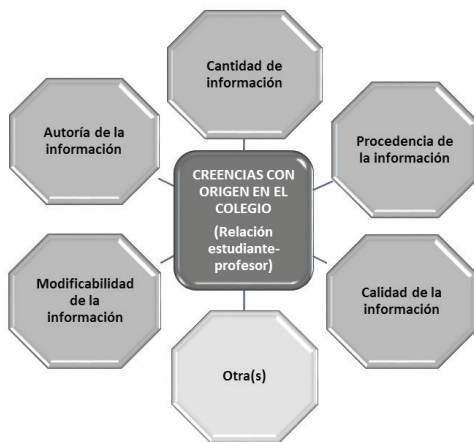 Cantidad de
información
Autoría de la
información
Procedencia de
la información
CREENCIAS CON
ORIGEN EN EL
COLEGIO
(Relación
estudiante-
profesor)
Modificabilidad
de la
información
Calidad de la
información
Otra(s)